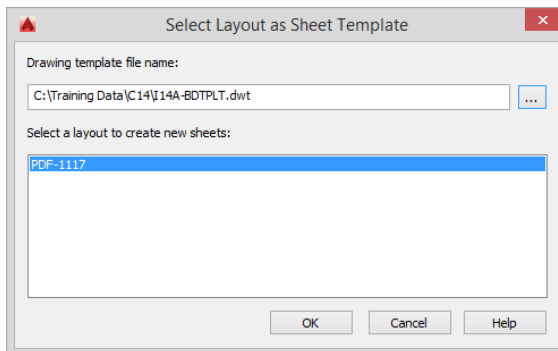 Select Layout as Sheet Template
Drawing template file name:
C:\Training Data\C14\I14A-BDTPLT.dwt
...
Select a layout to create new sheets:
PDF-1117
OK Cancel Help